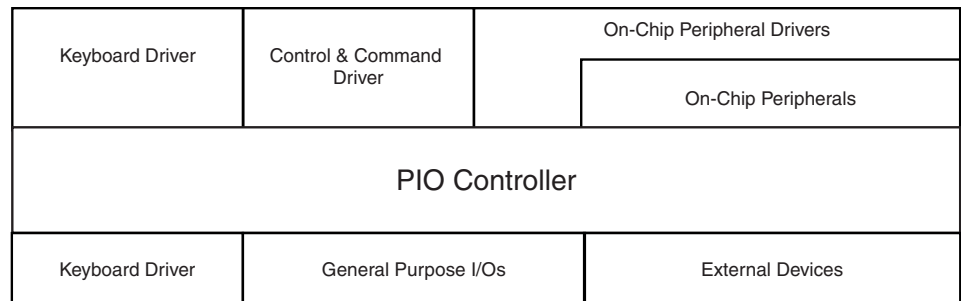 Keyboard Driver
Control & Command
Driver
On-Chip Peripheral Drivers
On-Chip Peripherals
PIO Controller
Keyboard Driver
General Purpose I/Os
External Devices